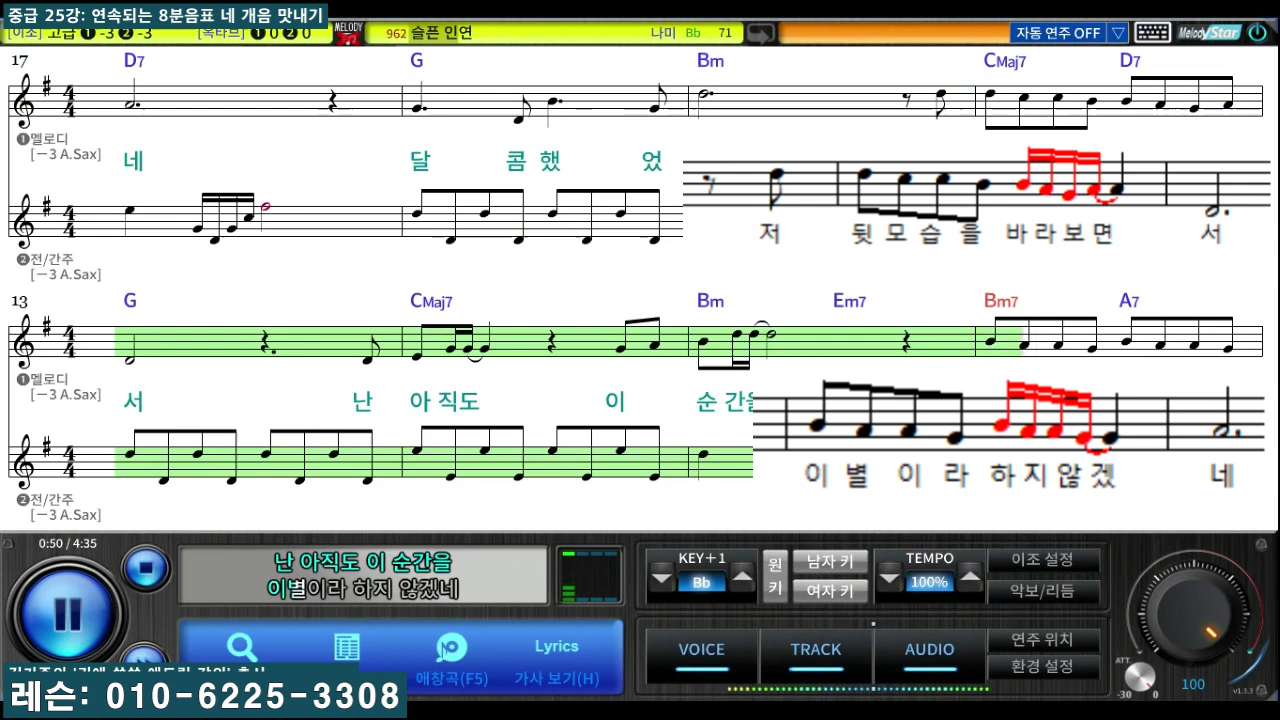 중급 25강: 연속되는 8분음표 네 개음 맛내기
[이조] 고급 ❶ -3 ❷ -3 [옥타브] ❶ 0 ❷ 0
MELODY
962 슬픈 인연 나미 Bb 71
자동 연주 OFF
MelodyStar
17 D7 G Bm CMaj7 D7
❶멜로디
[−3 A.Sax]
네 달 콤 했 었
저 뒷 모 습 을 바 라 보 면 서
❷전/간주
[−3 A.Sax]
13 G CMaj7 Bm Em7 Bm7 A7
❶멜로디
[−3 A.Sax]
서 난 아 직도 이 순 간을
이 별 이 라 하 지 않 겠 네
❷전/간주
[−3 A.Sax]
0:50 / 4:35
난 아직도 이 순간을
이별이라 하지 않겠네
KEY+1
Bb
원키
남자 키
여자 키
TEMPO
100%
이조 설정
악보/리듬
Lyrics
애창곡(F5)
가사 보기(H)
VOICE
TRACK
AUDIO
연주 위치
환경 설정
ATT.
-30 0
100
v1.3.3
레슨: 010-6225-3308